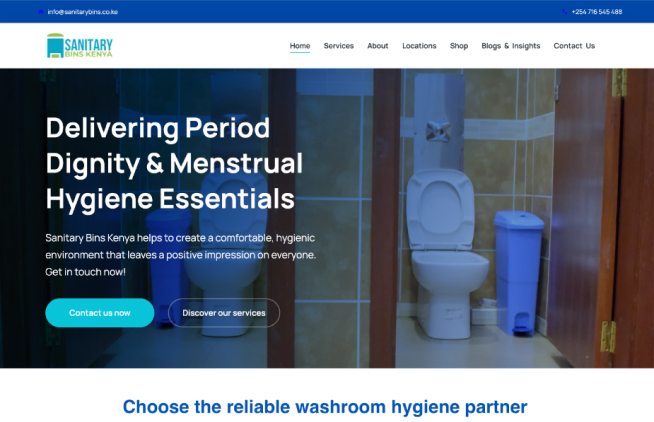 info@sanitarybins.co.ke
+254 716 545 488
SANITARY
BINS KENYA
Home Services About Locations Shop Blogs & Insights Contact Us
Delivering Period
Dignity & Menstrual
Hygiene Essentials
Sanitary Bins Kenya helps to create a comfortable, hygienic
environment that leaves a positive impression on everyone.
Get in touch now!
Contact us now
Discover our services
Choose the reliable washroom hygiene partner